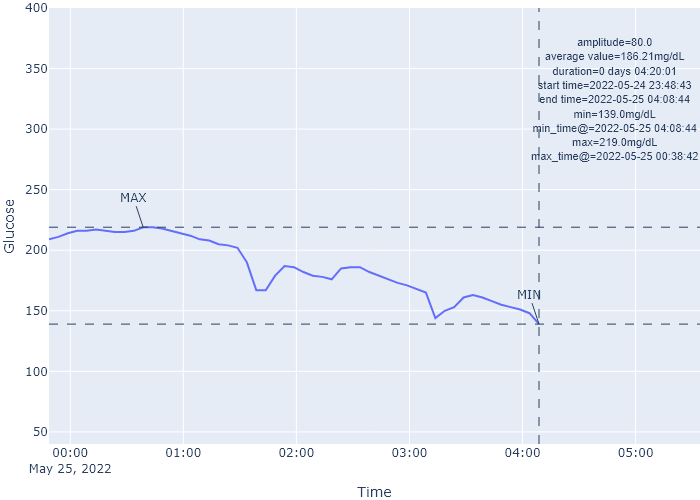 400
350
300
250
200
150
100
50
Glucose
amplitude=80.0
average value=186.21mg/dL
duration=0 days 04:20:01
start time=2022-05-24 23:48:43
end time=2022-05-25 04:08:44
min=139.0mg/dL
min_time@=2022-05-25 04:08:44
max=219.0mg/dL
max_time@=2022-05-25 00:38:42
MAX
MIN
00:00
May 25, 2022
01:00
02:00
03:00
04:00
05:00
Time